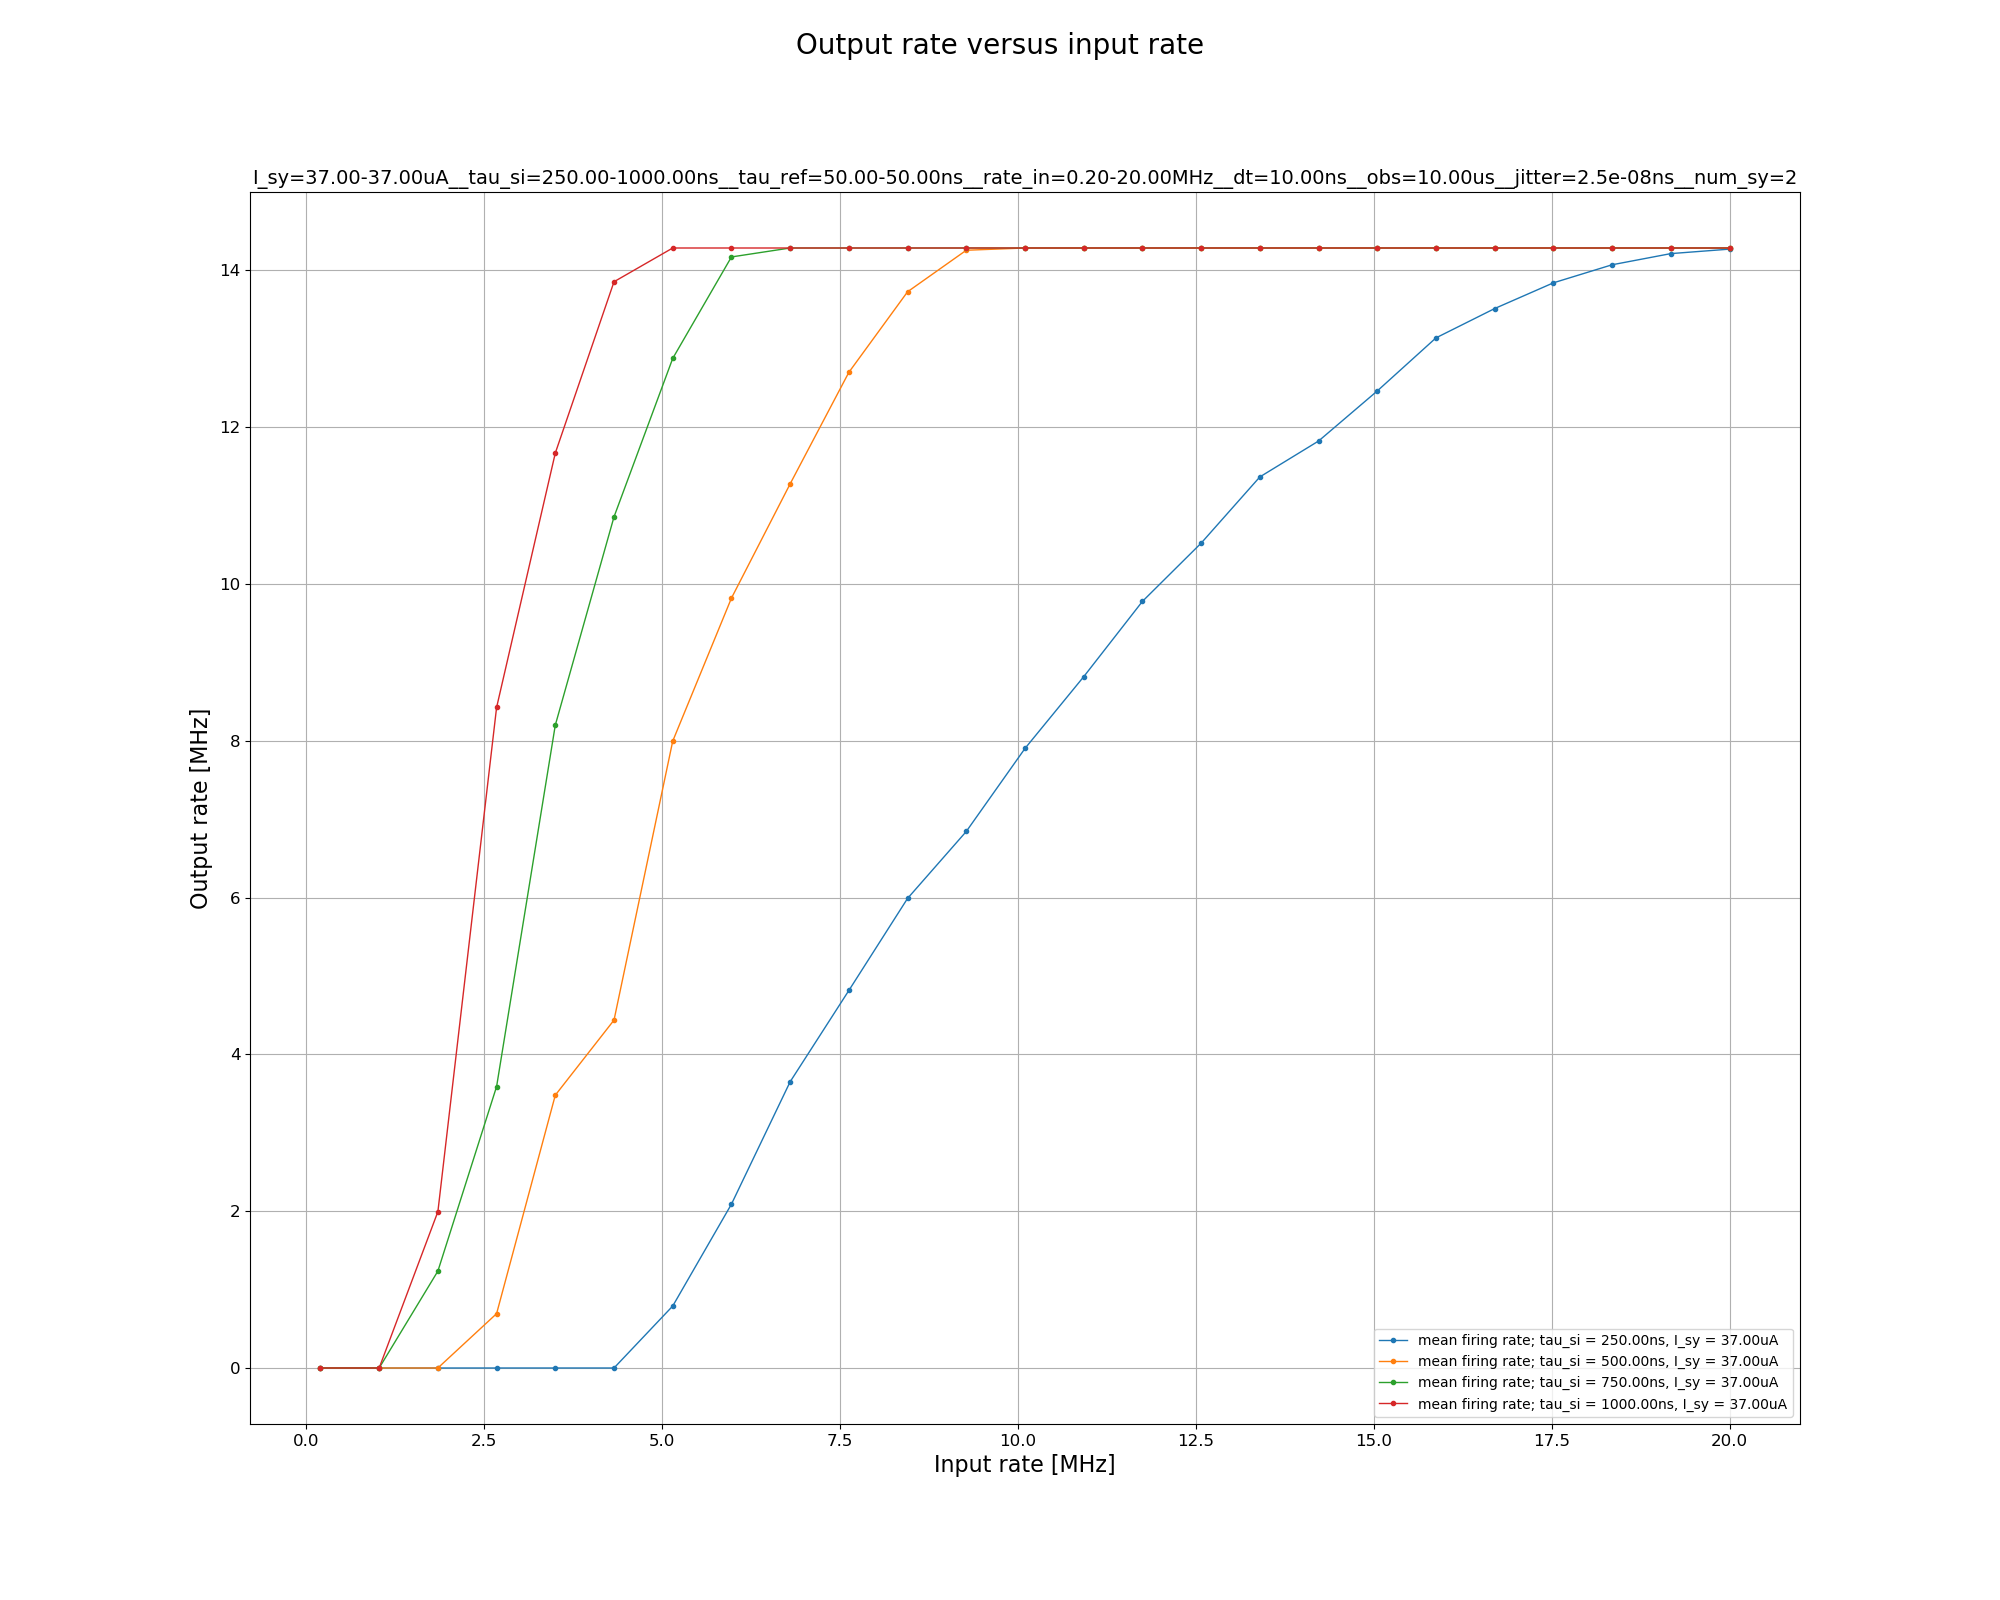 Output rate versus input rate
I_sy=37.00-37.00uA__tau_si=250.00-1000.00ns__tau_ref=50.00-50.00ns__rate_in=0.20-20.00MHz__dt=10.00ns__obs=10.00us__jitter=2.5e-08ns__num_sy=2
14
12
10
8
6
4
2
0
Output rate [MHz]
mean firing rate; tau_si = 250.00ns, I_sy = 37.00uA
mean firing rate; tau_si = 500.00ns, I_sy = 37.00uA
mean firing rate; tau_si = 750.00ns, I_sy = 37.00uA
mean firing rate; tau_si = 1000.00ns, I_sy = 37.00uA
0.0 2.5 5.0 7.5 10.0 12.5 15.0 17.5 20.0
Input rate [MHz]